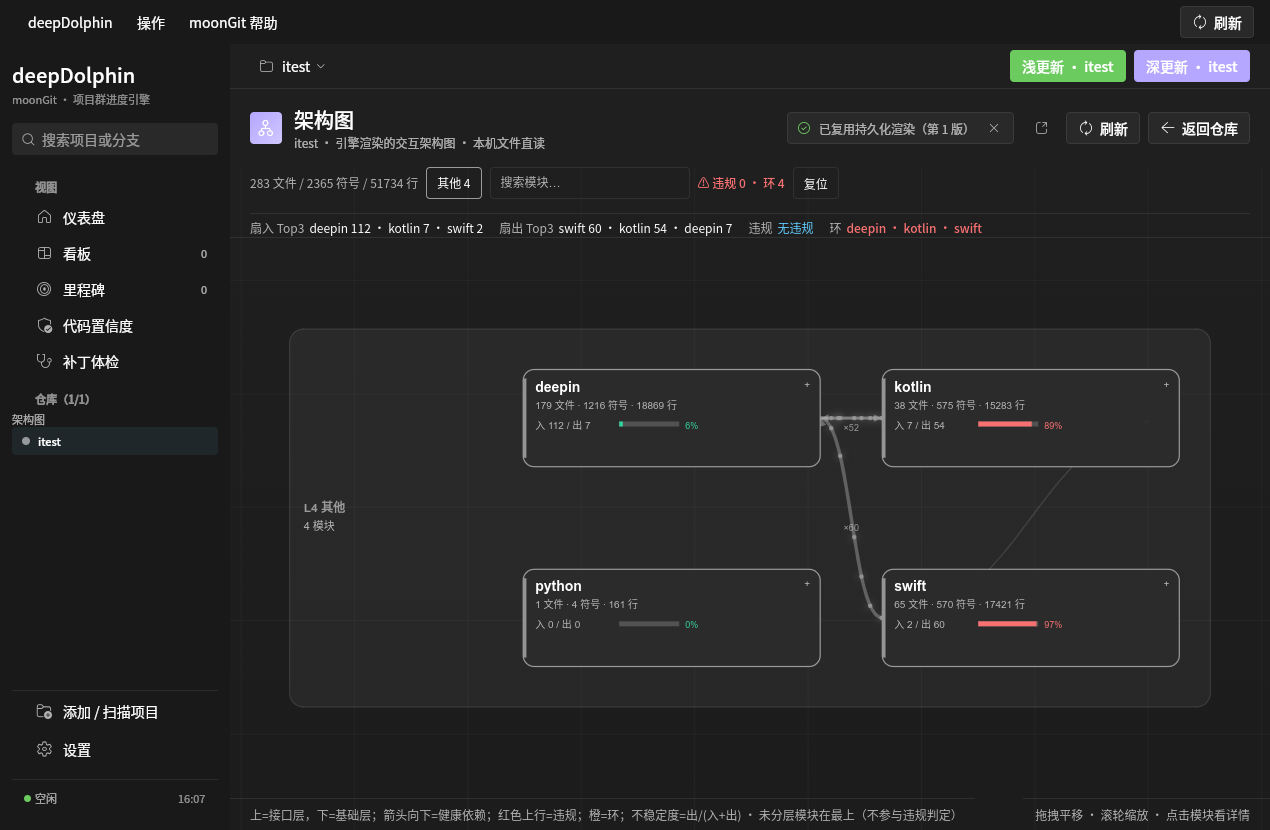 deepDolphin 操作 moonGit 帮助 刷新
deepDolphin
moonGit · 项目群进度引擎
搜索项目或分支
视图
仪表盘
看板 0
里程碑 0
代码置信度
补丁体检
仓库（1/1）
架构图
itest
添加 / 扫描项目
设置
空闲 16:07
itest 浅更新 · itest 深更新 · itest
架构图
itest · 引擎渲染的交互架构图 · 本机文件直读
已复用持久化渲染（第 1 版） 刷新 返回仓库
283 文件 / 2365 符号 / 51734 行 其他 4 搜索模块… 违规 0 · 环 4 复位
扇入 Top3 deepin 112 · kotlin 7 · swift 2 扇出 Top3 swift 60 · kotlin 54 · deepin 7 违规 无违规 环 deepin · kotlin · swift
L4 其他
4 模块
deepin +
179 文件 · 1216 符号 · 18869 行
入 112 / 出 7 6%
×52
kotlin +
38 文件 · 575 符号 · 15283 行
入 7 / 出 54 89%
×60
python +
1 文件 · 4 符号 · 161 行
入 0 / 出 0 0%
swift +
65 文件 · 570 符号 · 17421 行
入 2 / 出 60 97%
上=接口层，下=基础层；箭头向下=健康依赖；红色上行=违规；橙=环；不稳定度=出/(入+出) · 未分层模块在最上（不参与违规判定）
拖拽平移 · 滚轮缩放 · 点击模块看详情